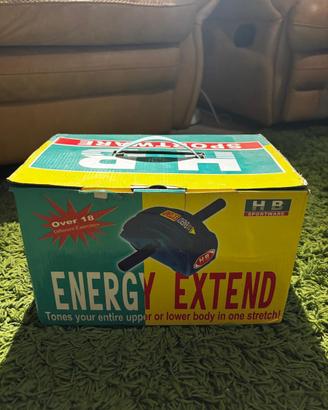 HB
SPORTWARE
Over 18
Different Exercises
HB
SPORTWARE
HB
ENERGY EXTEND
Tones your entire upper or lower body in one stretch!